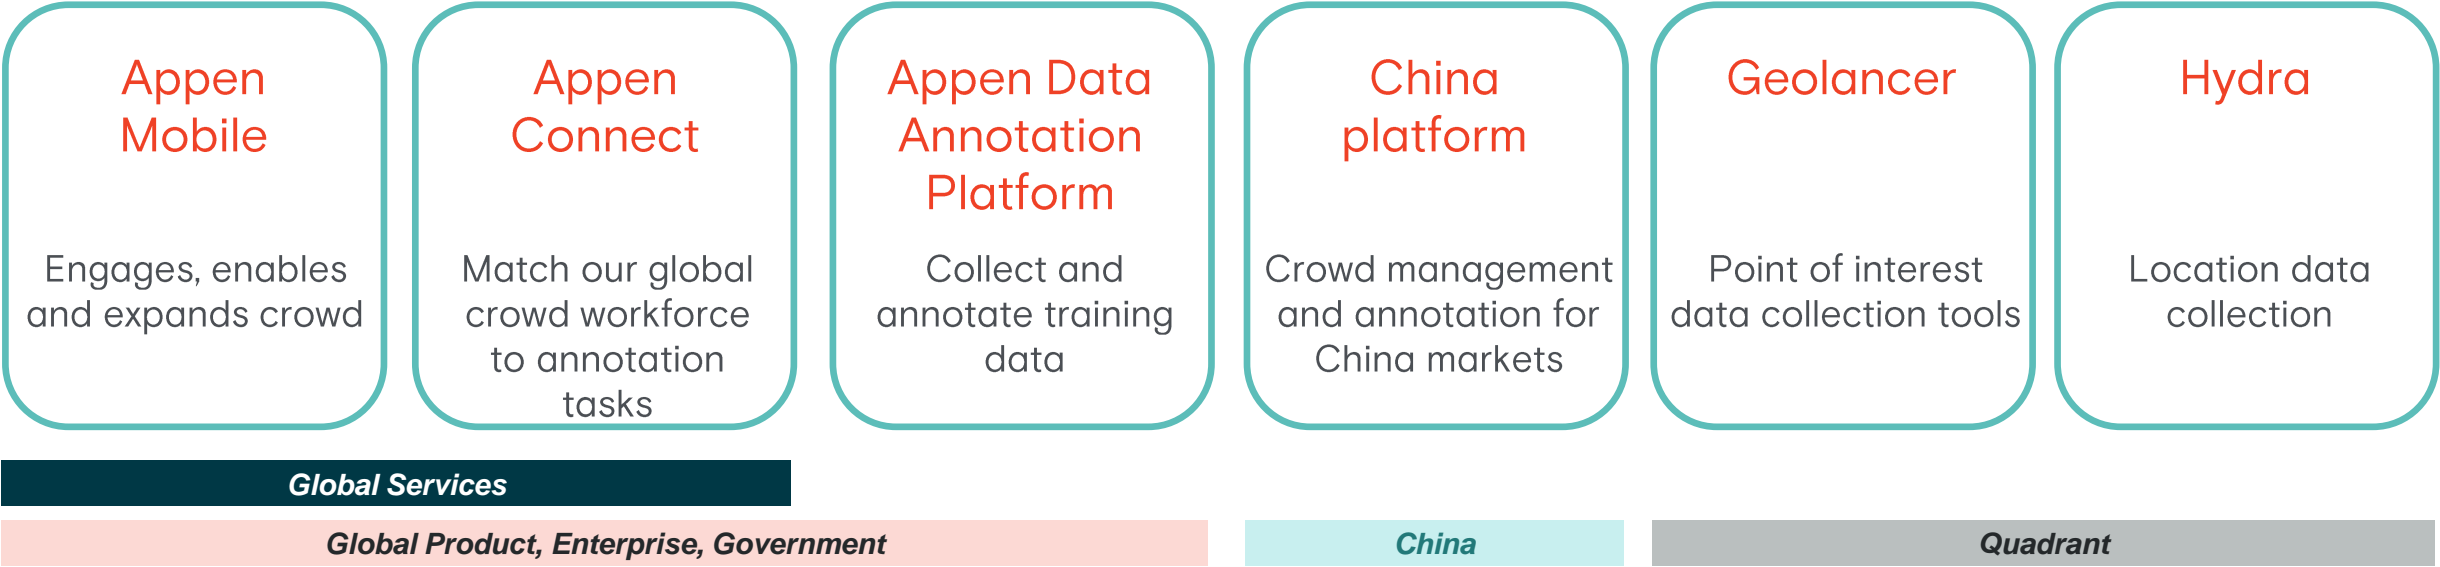 Appen
Mobile
Engages, enables
and expands crowd
Appen
Connect
Match our global
crowd workforce
to annotation
tasks
Appen Data
Annotation
Platform
Collect and
annotate training
data
China
platform
Crowd management
and annotation for
China markets
Geolancer
Point of interest
data collection tools
Hydra
Location data
collection
Global Services
Global Product, Enterprise, Government
China
Quadrant